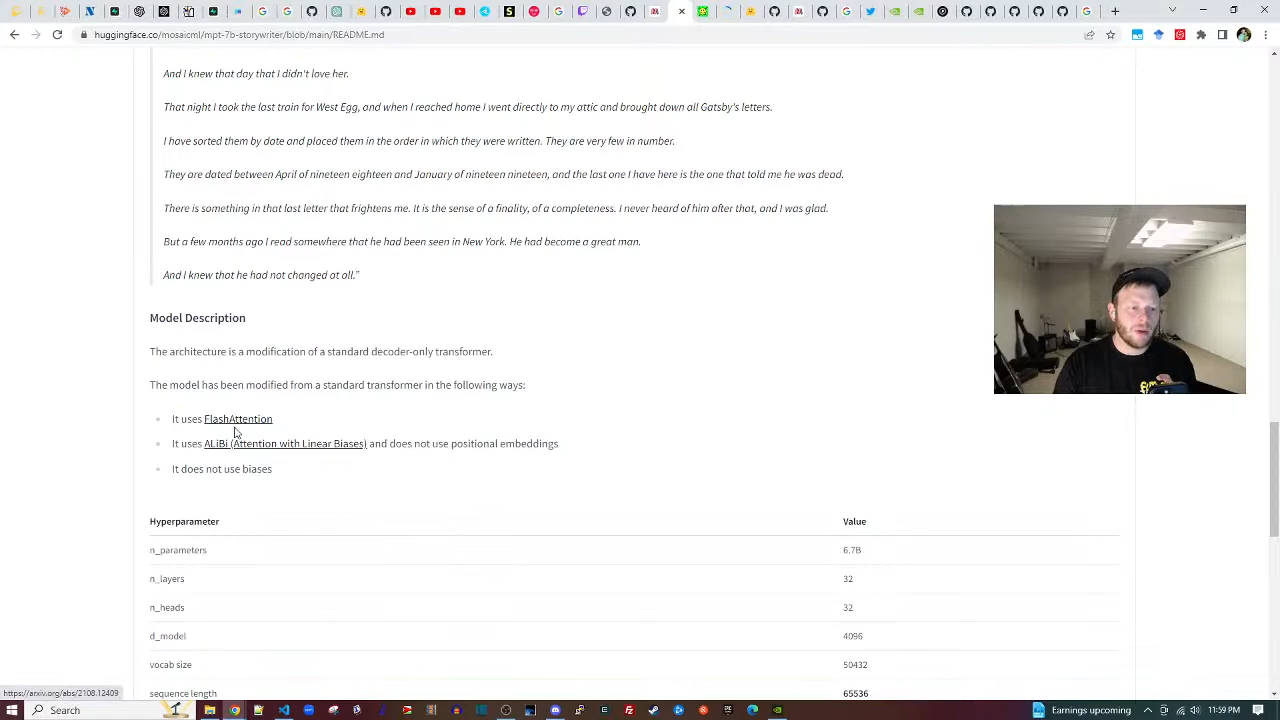 huggingface.co/mosaicml/mpt-7b-storywriter/blob/main/README.md
And I knew that day that I didn't love her.
That night I took the last train for West Egg, and when I reached home I went directly to my attic and brought down all Gatsby's letters.
I have sorted them by date and placed them in the order in which they were written. They are very few in number.
They are dated between April of nineteen eighteen and January of nineteen nineteen, and the last one I have here is the one that told me he was dead.
There is something in that last letter that frightens me. It is the sense of a finality, of a completeness. I never heard of him after that, and I was glad.
But a few months ago I read somewhere that he had been seen in New York. He had become a great man.
And I knew that he had not changed at all.”
Model Description
The architecture is a modification of a standard decoder-only transformer.
The model has been modified from a standard transformer in the following ways:
It uses FlashAttention
It uses ALiBi (Attention with Linear Biases) and does not use positional embeddings
It does not use biases
Hyperparameter Value
n_parameters 6.7B
n_layers 32
n_heads 32
d_model 4096
vocab size 50432
sequence length 65536
https://arxiv.org/abs/2108.12409
Search
Earnings upcoming
11:59 PM